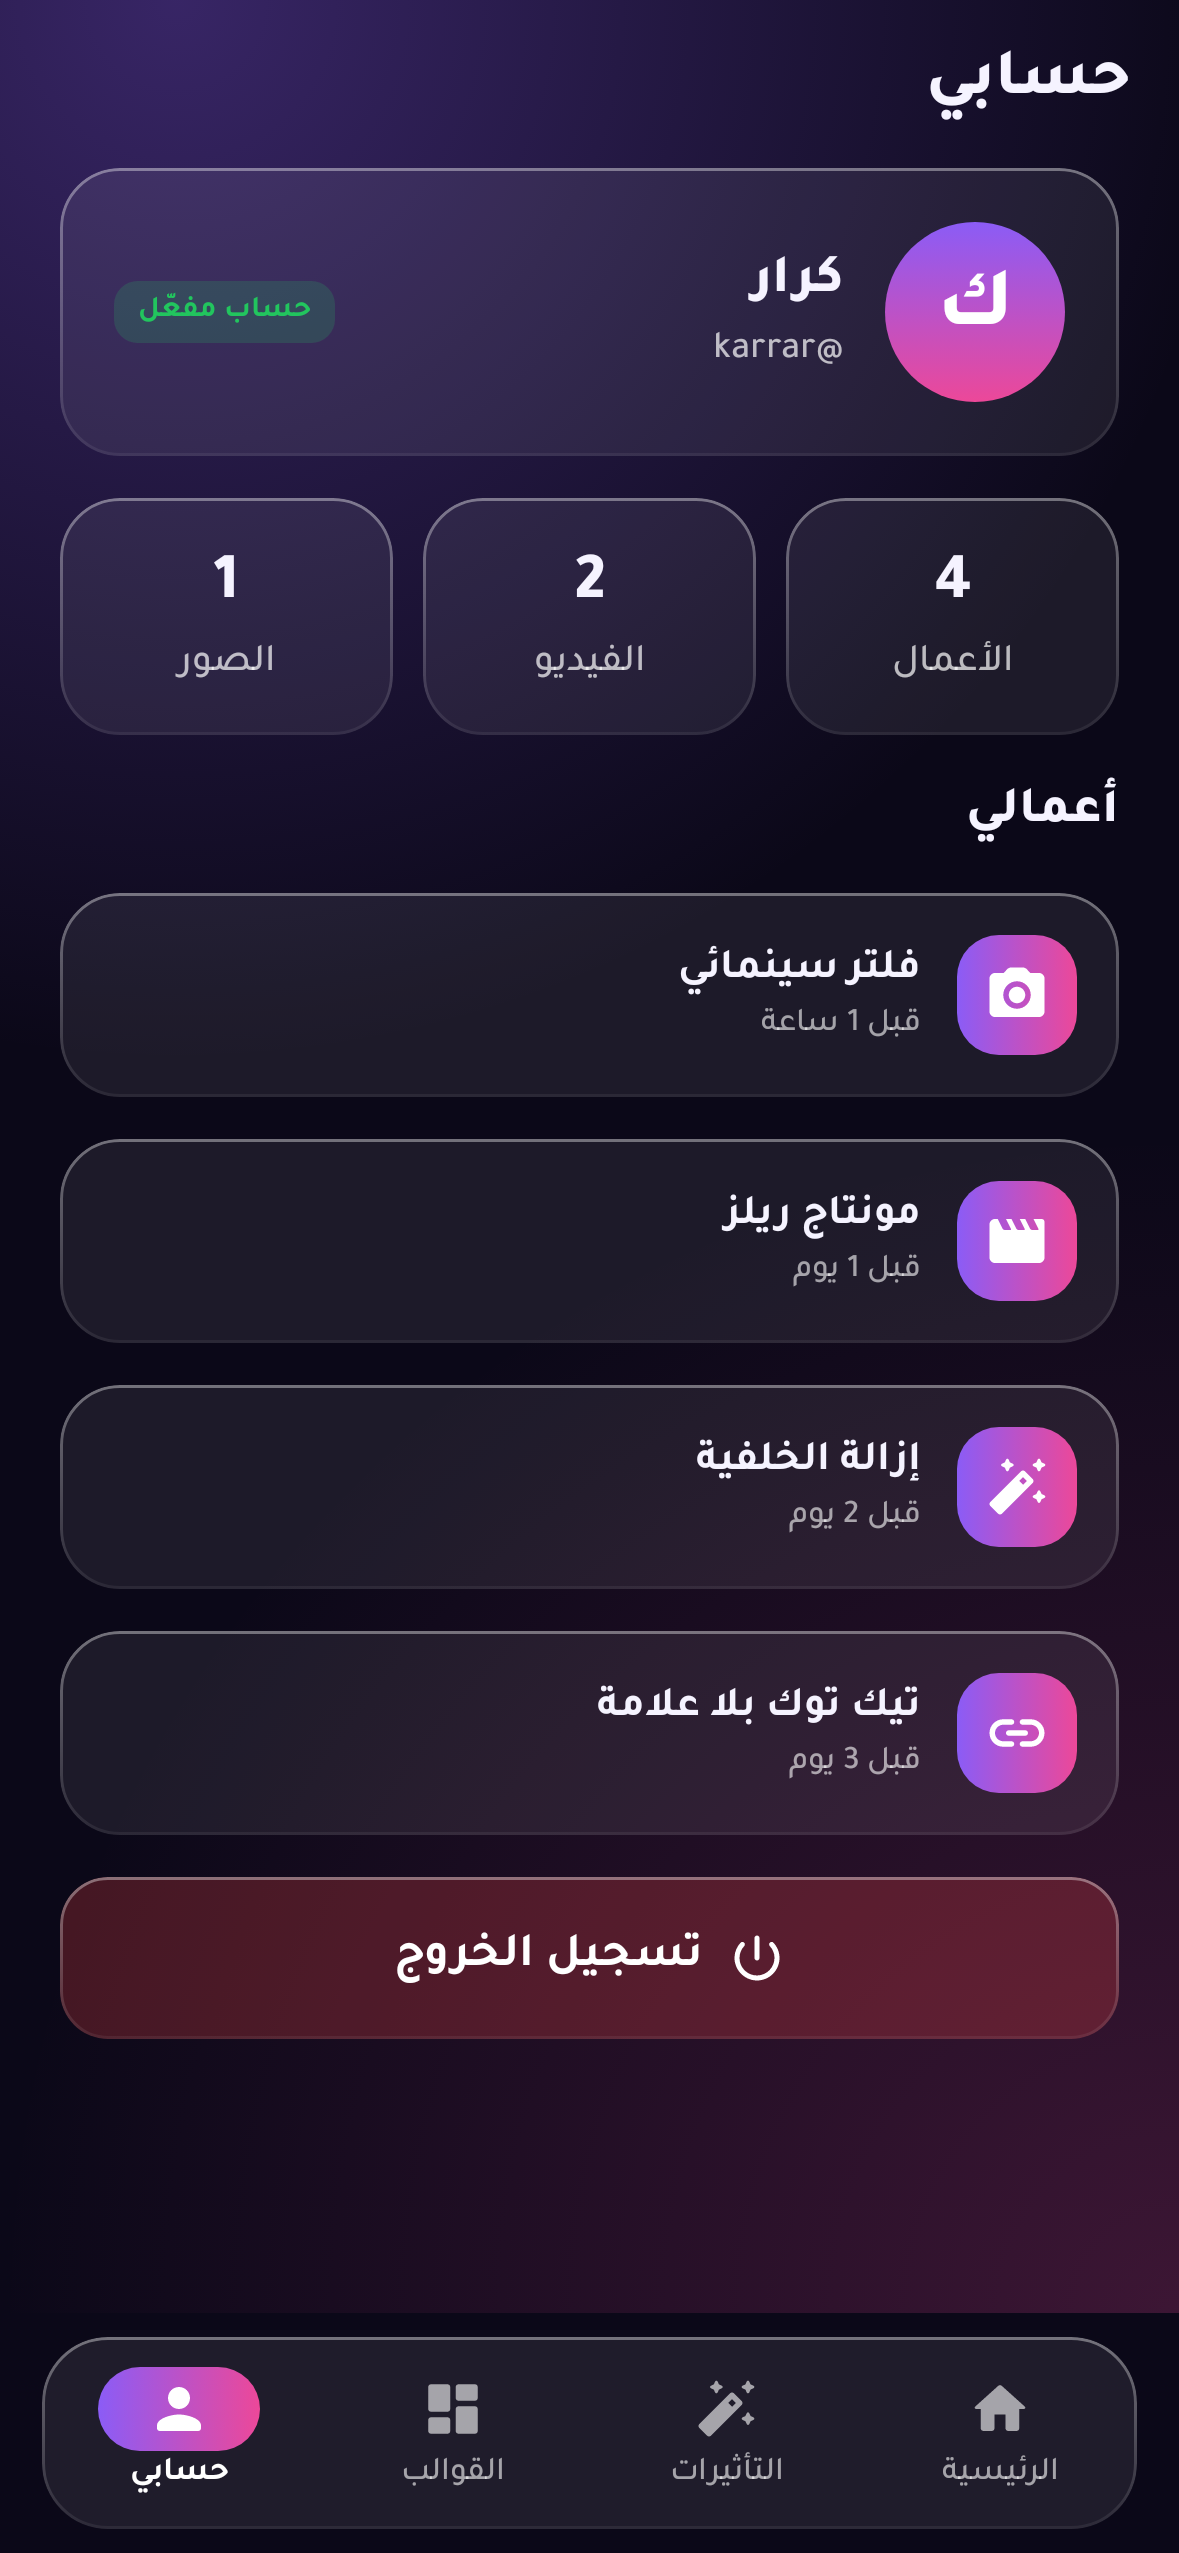 حسابي
ك
كرار
@karrar
حساب مفعّل
4
الأعمال
2
الفيديو
1
الصور
أعمالي
فلتر سينمائي
قبل 1 ساعة
مونتاج ريلز
قبل 1 يوم
إزالة الخلفية
قبل 2 يوم
تيك توك بلا علامة
قبل 3 يوم
تسجيل الخروج
الرئيسية
التأثيرات
القوالب
حسابي